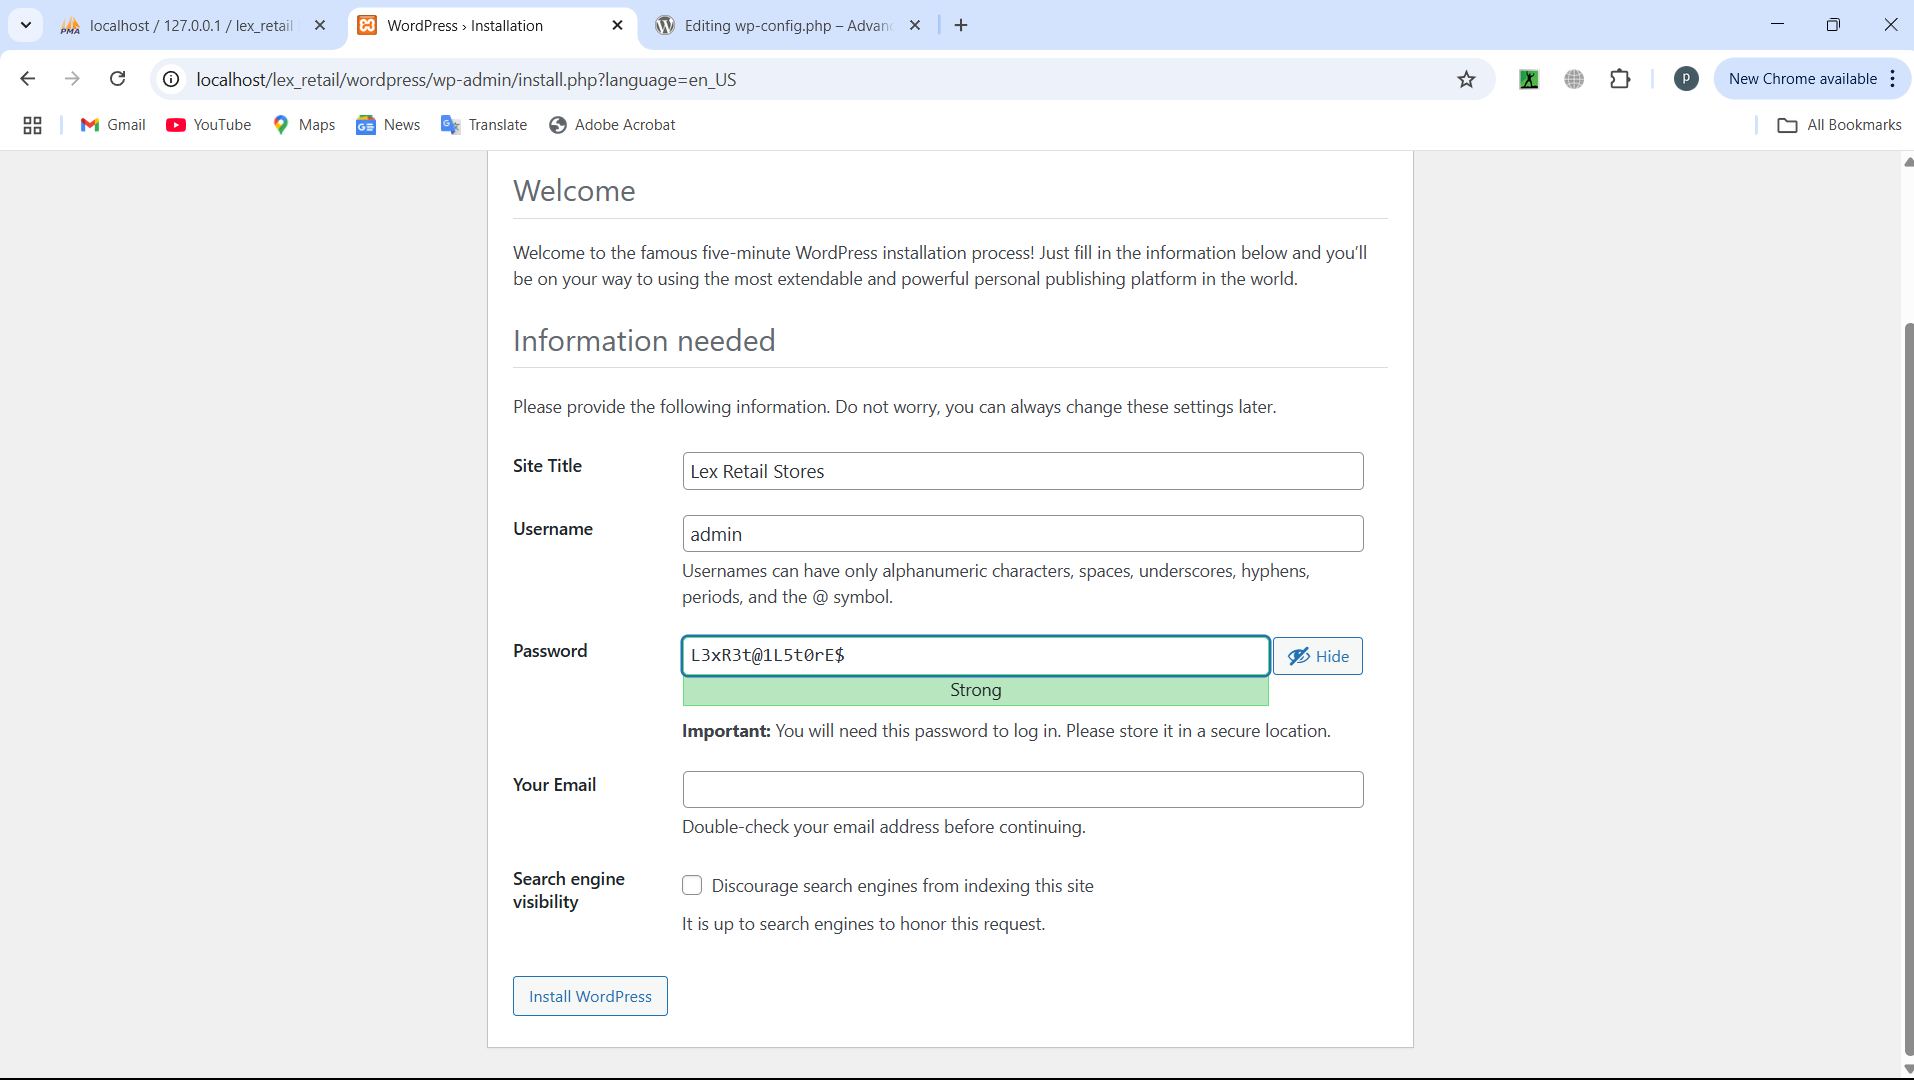 localhost / 127.0.0.1 / lex_retail
WordPress › Installation
Editing wp-config.php – Advanc
localhost/lex_retail/wordpress/wp-admin/install.php?language=en_US
P
New Chrome available
Gmail
YouTube
Maps
News
Translate
Adobe Acrobat
All Bookmarks
Welcome
Welcome to the famous five-minute WordPress installation process! Just fill in the information below and you’ll
be on your way to using the most extendable and powerful personal publishing platform in the world.
Information needed
Please provide the following information. Do not worry, you can always change these settings later.
Site Title
Lex Retail Stores
Username
admin
Usernames can have only alphanumeric characters, spaces, underscores, hyphens,
periods, and the @ symbol.
Password
L3xR3t@1L5t0rE$
Hide
Strong
Important: You will need this password to log in. Please store it in a secure location.
Your Email
Double-check your email address before continuing.
Search engine
visibility
Discourage search engines from indexing this site
It is up to search engines to honor this request.
Install WordPress